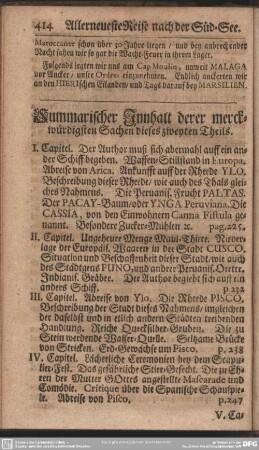 414 Allerneueste Reise nach der Süd-See.
Maroccaner schon über 50 Jahre liegen / und bey anbrechender
Nacht sahen wir so gar die Wacht-Feuer in ihrem Lager.
Folgends legten wir uns am Cap Moulin, unweit MALAGA
vor Ancker, unsre Ordres einzunehmen. Endlich anckerten wir
an den HIERIschen Eilanden, und Tags darauf bey MARSILIEN.
Summarischer Innhalt derer merck-
würdigsten Sachen dieses zweyten Theils.
I. Capitel. Der Author muß sich abermahl auff ein an-
der Schiff begeben. Waffen-Stillstand in Europa.
Abreise von Arica. Ankunfft auff der Rhede YLO.
Beschreibung dieser Rhede/ wie auch des Thals glei-
ches Nahmens. Die Peruanis. Frucht PALTAS.
Der PACAY-Baum/oder YNGA Peruviana. Die
CASSIA, von den Einwohnern Canna Fistula ge-
nannt. Besondere Zucker-Mühlen ꝛc. pag. 225.
II. Capitel. Ungeheure Menge Maul-Thiere. Nieder-
lage der Europäis. Waaren in der Stadt CUSCO.
Situation und Beschaffenheit dieser Stadt/wie auch
des Städtgens PUNO, und andrer Peruanis. Oerter.
Indianis. Gräber. Der Author begiebt sich auff ein
anders Schiff. p 232
III. Capitel. Abreise von Ylo. Die Rhede PISCO.
Beschreibung der Stadt dieses Nahmens/ imgleichen
der daselbst und in etlich andern Städten treibenden
Handlung. Reiche Quecksilber-Gruben. Die zu
Stein werdende Wasser-Quelle. Seltzame Brücke
von Stricken. Erd-Gewächse um Pisco. p. 238
IV. Capitel. Lächerliche Ceremonien bey dem Scapu-
lier-Fest. Das gefährliche Stier-Gefecht. Die zu Eh-
ren der Mutter GOttes angestellte Mascarade und
Comödie. Critique über die Spanische Schauspie-
le. Abreise von Pisco. p. 247
V. Ca-